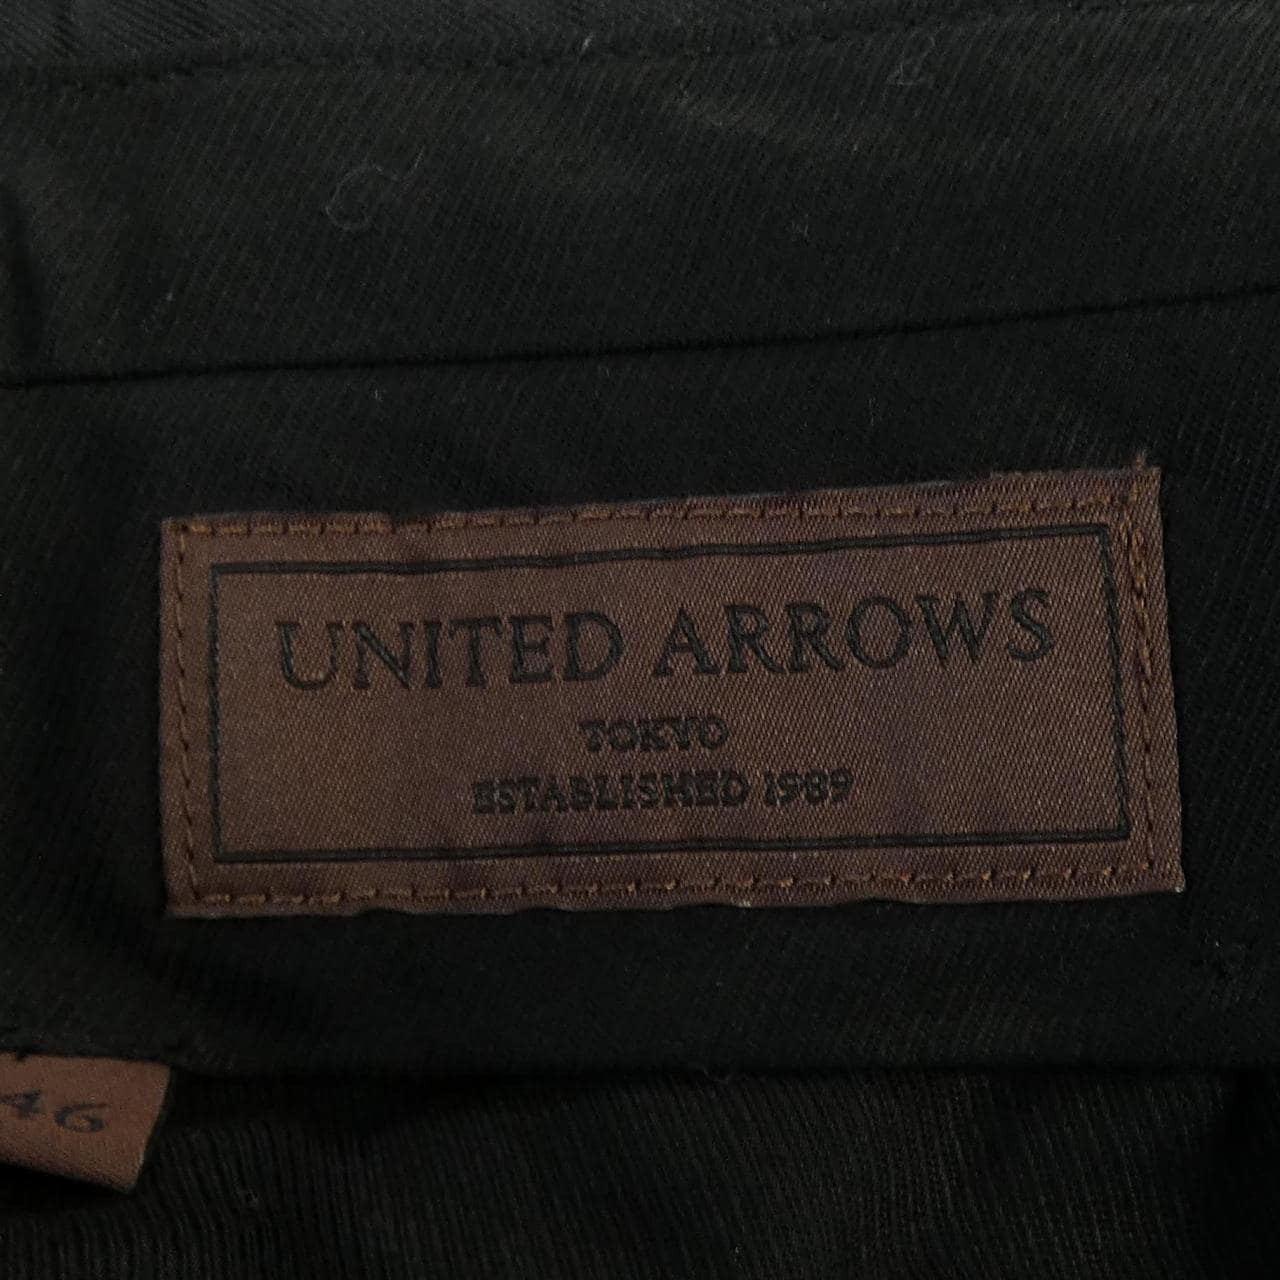 UNITED ARROWS
TOKYO
ESTABLISHED 1989
46